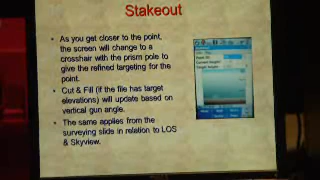 Stakeout
• As you get closer to the point,
the screen will change to a
crosshair with the prism pole to
give the refined targeting for the
point.
• Cut & Fill (if the file has target
elevations) will update based on
vertical gun angle.
• The same applies from the
surveying slide in relation to LOS
& Skyview.